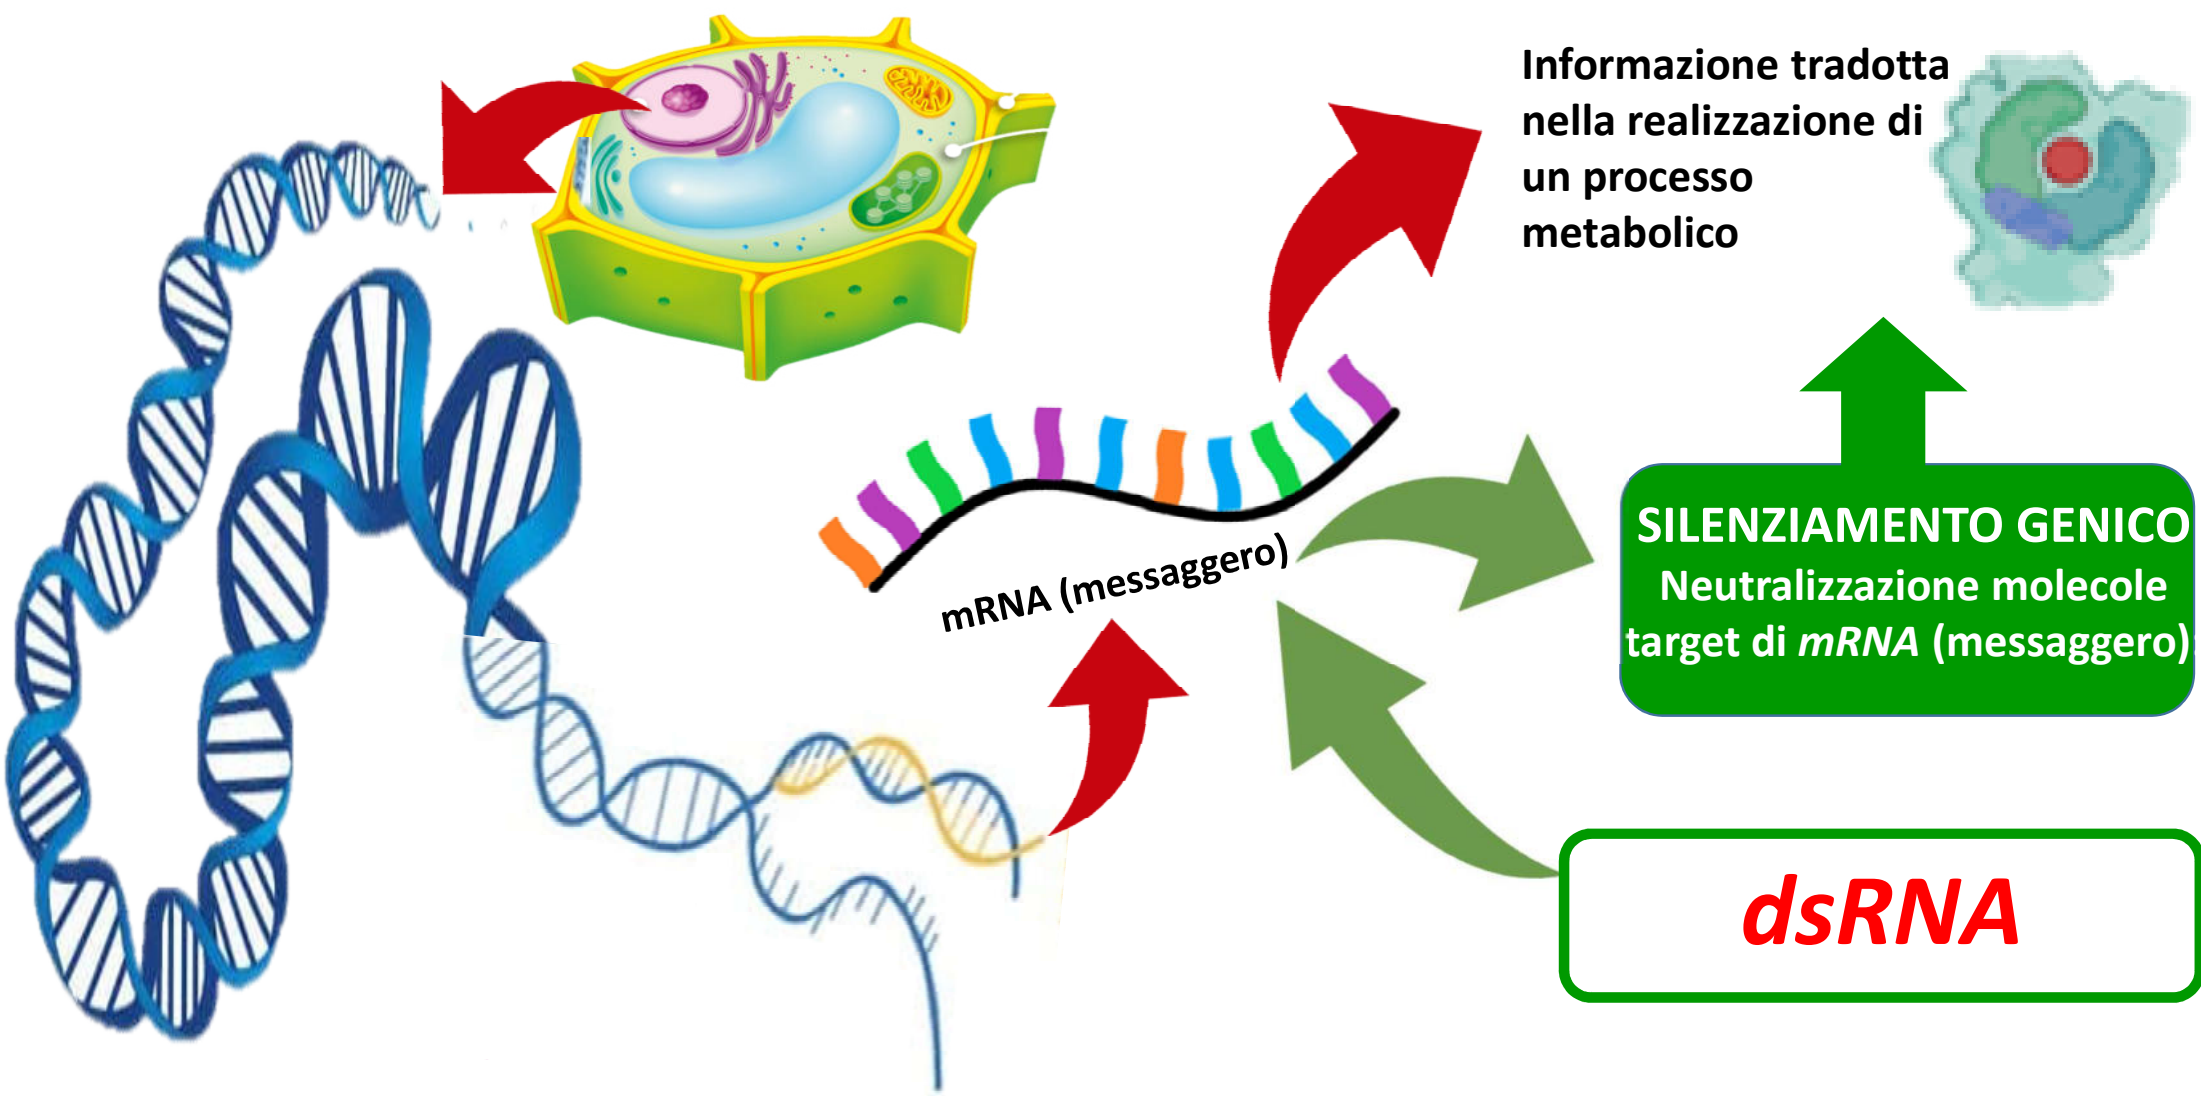 Informazione tradotta
nella realizzazione di
un processo
metabolico
mRNA (messaggero)
SILENZIAMENTO GENICO
Neutralizzazione molecole
target di mRNA (messaggero)
dsRNA